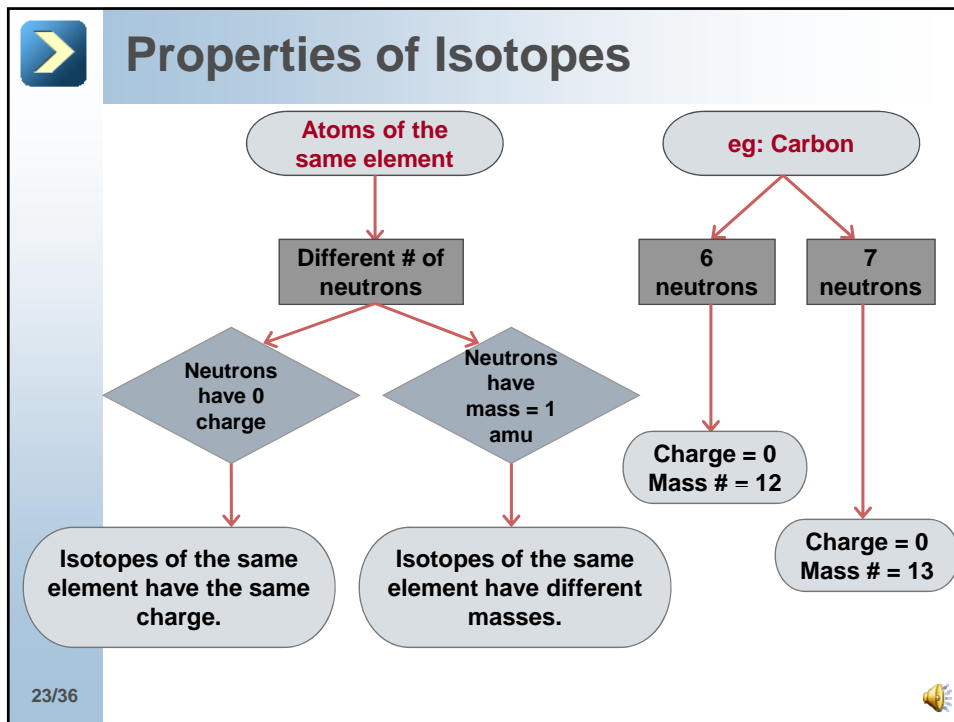 Properties of Isotopes
Atoms of the
same element
Different # of
neutrons
Neutrons
have 0
charge
Neutrons
have
mass = 1
amu
Isotopes of the same
element have the same
charge.
Isotopes of the same
element have different
masses.
eg: Carbon
6
neutrons
7
neutrons
Charge = 0
Mass # = 12
Charge = 0
Mass # = 13
23/36